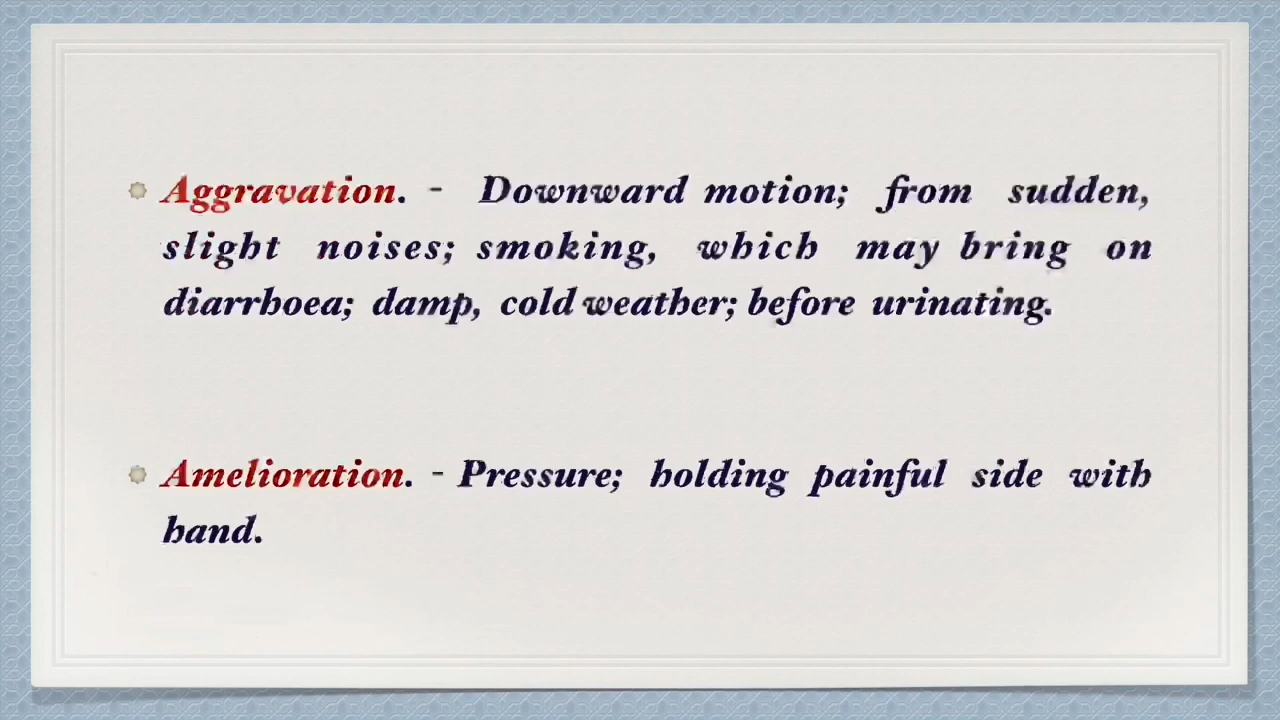 Aggravation. - Downward motion; from sudden,
slight noises; smoking, which may bring on
diarrhoea; damp, cold weather; before urinating.
Amelioration. - Pressure; holding painful side with
hand.